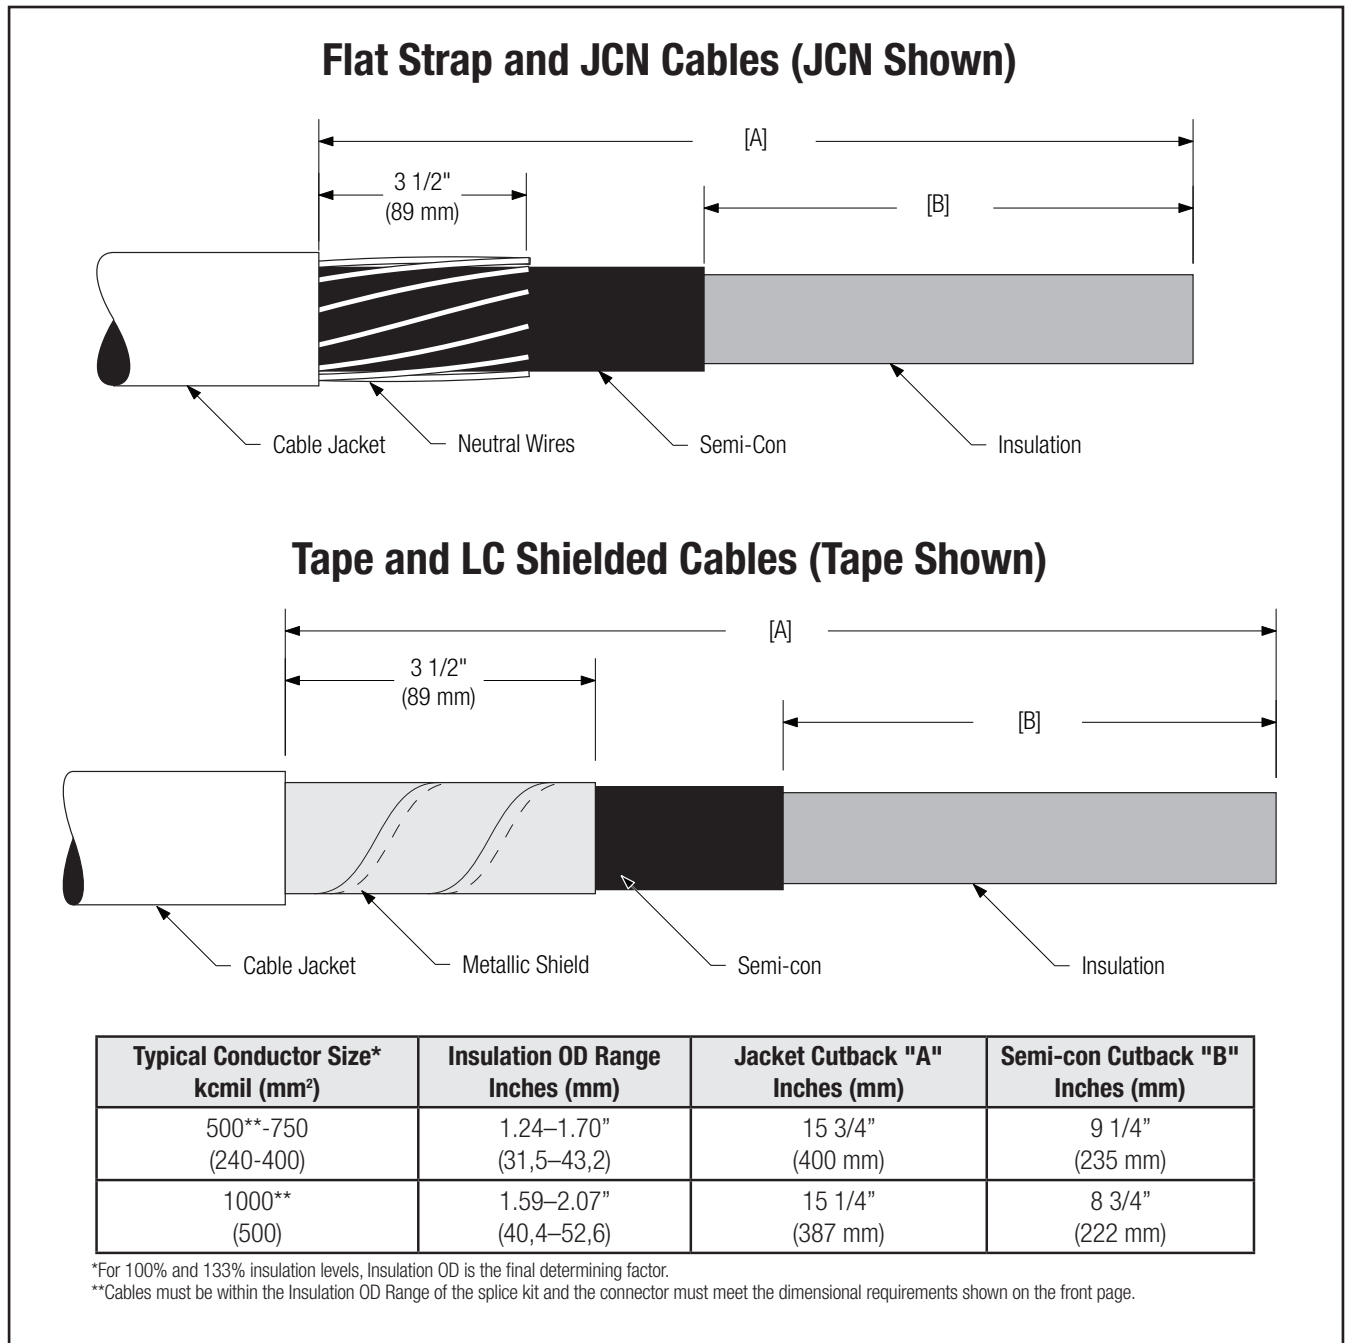 Flat Strap and JCN Cables (JCN Shown)
[A]
3 1/2"
(89 mm)
[B]
Cable Jacket
Neutral Wires
Semi-Con
Insulation
Tape and LC Shielded Cables (Tape Shown)
[A]
3 1/2"
(89 mm)
[B]
Cable Jacket
Metallic Shield
Semi-con
Insulation
Typical Conductor Size*
kcmil (mm²)
Insulation OD Range
Inches (mm)
Jacket Cutback "A"
Inches (mm)
Semi-con Cutback "B"
Inches (mm)
500**-750
(240-400)
1.24–1.70”
(31,5–43,2)
15 3/4”
(400 mm)
9 1/4”
(235 mm)
1000**
(500)
1.59–2.07”
(40,4–52,6)
15 1/4”
(387 mm)
8 3/4”
(222 mm)
*For 100% and 133% insulation levels, Insulation OD is the final determining factor.
**Cables must be within the Insulation OD Range of the splice kit and the connector must meet the dimensional requirements shown on the front page.